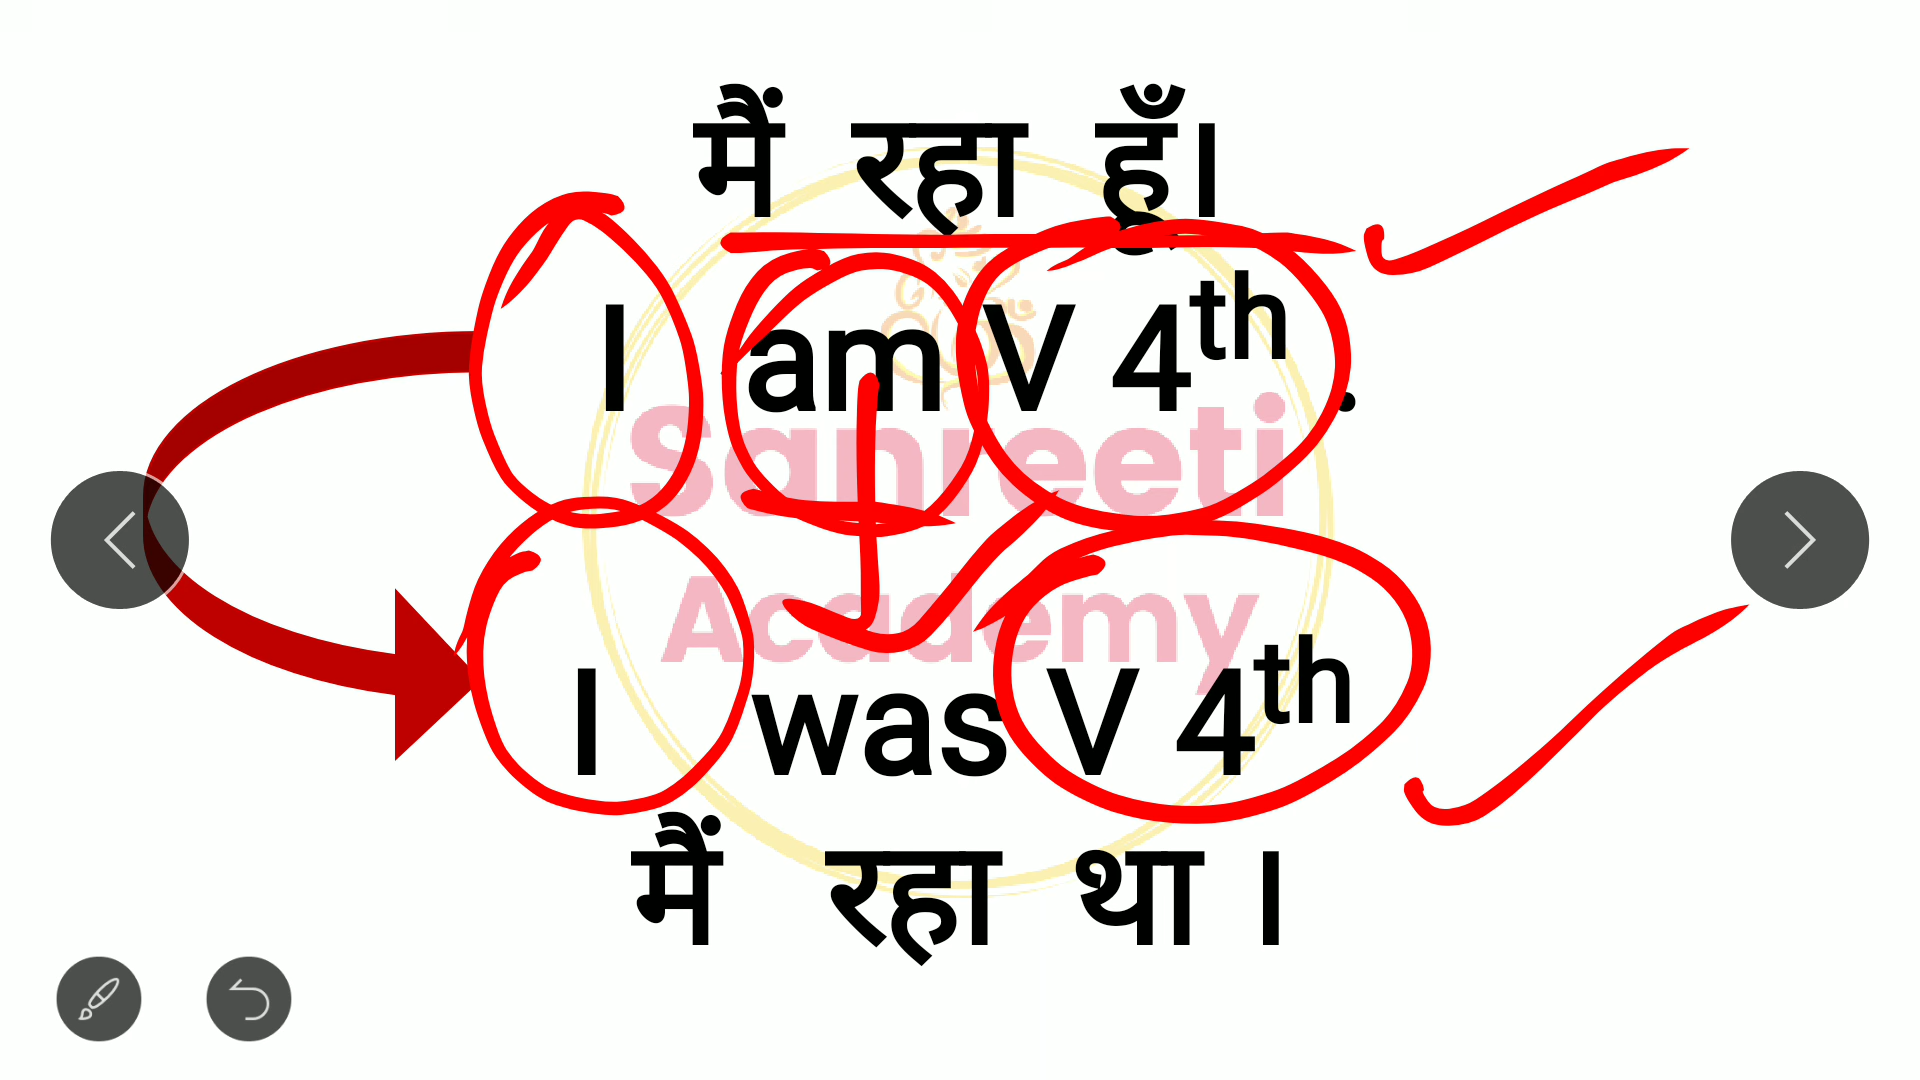 मैं रहा हूँ।
I am V 4th .
Sanreeti
Academy
I was V 4th
मैं रहा था ।